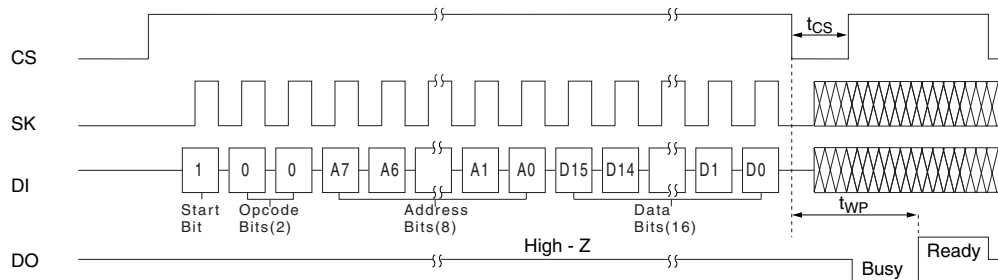 CS
tCS
SK
DI
1 0 0 A7 A6 A1 A0 D15 D14 D1 D0
Start Bit
Opcode Bits(2)
Address Bits(8)
Data Bits(16)
tWP
DO
High - Z
Busy
Ready